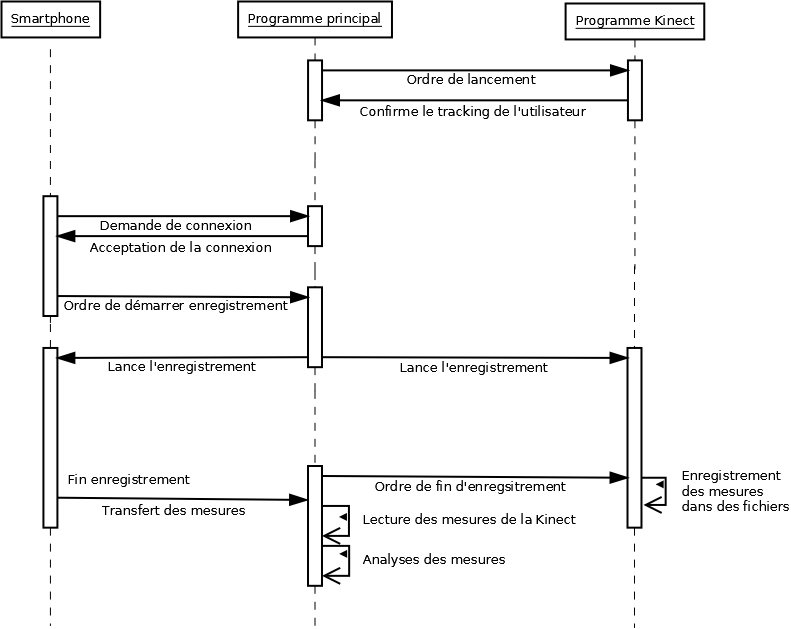 Smartphone
Programme principal
Programme Kinect
Ordre de lancement
Confirme le tracking de l'utilisateur
Demande de connexion
Acceptation de la connexion
Ordre de démarrer enregistrement
Lance l'enregistrement
Lance l'enregistrement
Fin enregistrement
Ordre de fin d'enregsitrement
Enregistrement
des mesures
dans des fichiers
Transfert des mesures
Lecture des mesures de la Kinect
Analyses des mesures